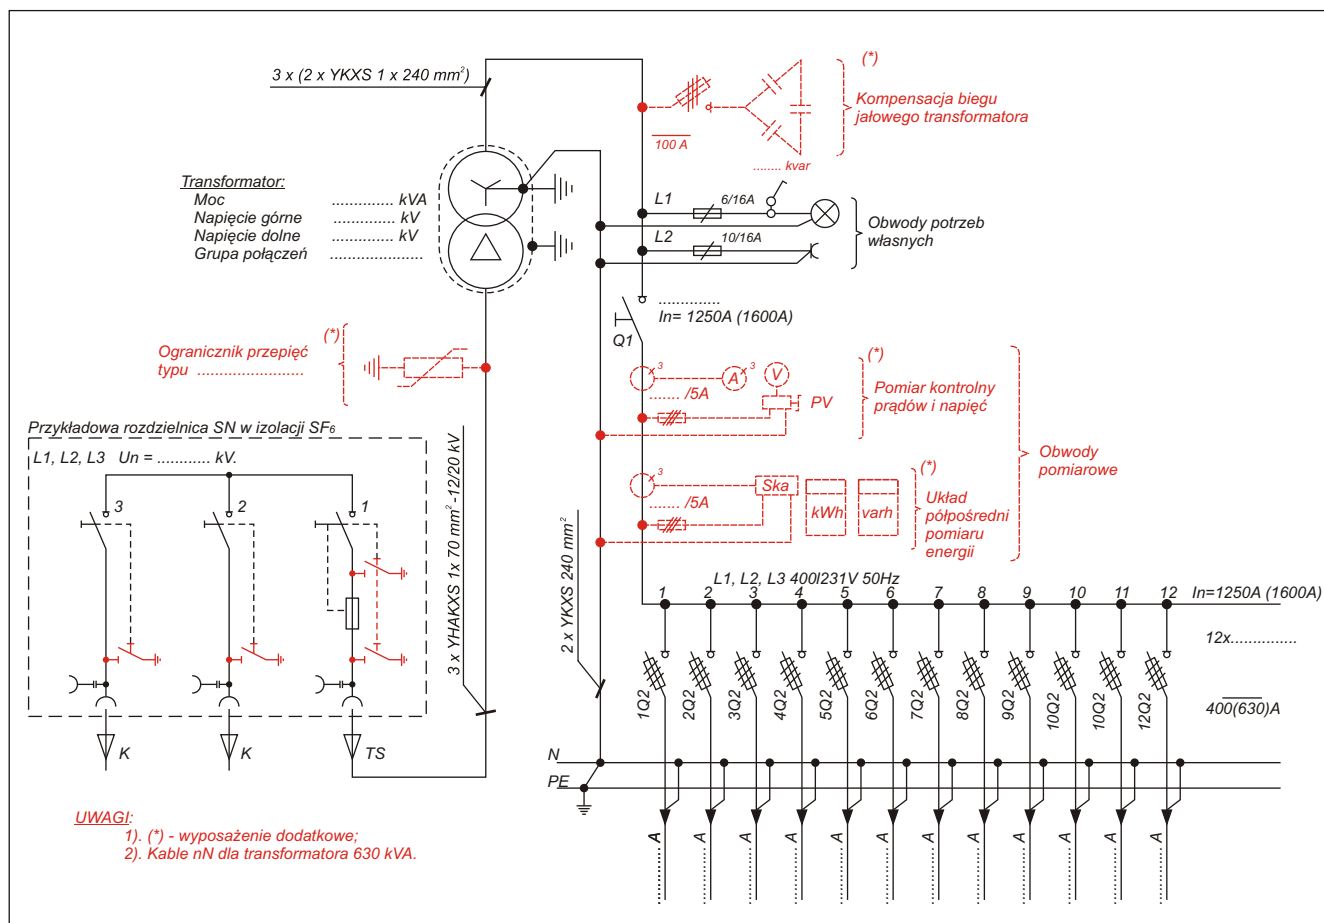 3 x (2 x YKXS 1 x 240 mm²)
(*)
Kompensacja biegu
jałowego transformatora
100 A
........ kvar
Transformator:
Moc ............. kVA
Napięcie górne ............. kV
Napięcie dolne ............. kV
Grupa połączeń ....................
L1
6/16A
L2
10/16A
Obwody potrzeb
własnych
.............
In= 1250A (1600A)
Q1
(*)
Ogranicznik przepięć
typu ......................
3
....... /5A
A
3
V
PV
(*)
Pomiar kontrolny
prądów i napięć
Obwody
pomiarowe
3
....... /5A
Ska
kWh
varh
(*)
Układ
półpośredni
pomiaru
energii
Przykładowa rozdzielnica SN w izolacji SF6
L1, L2, L3 Un = ............ kV.
3
2
1
3 x YHAKXS 1x 70 mm² -12/20 kV
2 x YKXS 240 mm²
K
K
TS
L1, L2, L3 400I231V 50Hz
1 2 3 4 5 6 7 8 9 10 11 12
In=1250A (1600A)
12x...............
1Q2 2Q2 3Q2 4Q2 5Q2 6Q2 7Q2 8Q2 9Q2 10Q2 10Q2 12Q2
400(630)A
N
PE
A A A A A A A A A A A A
UWAGI:
1). (*) - wyposażenie dodatkowe;
2). Kable nN dla transformatora 630 kVA.